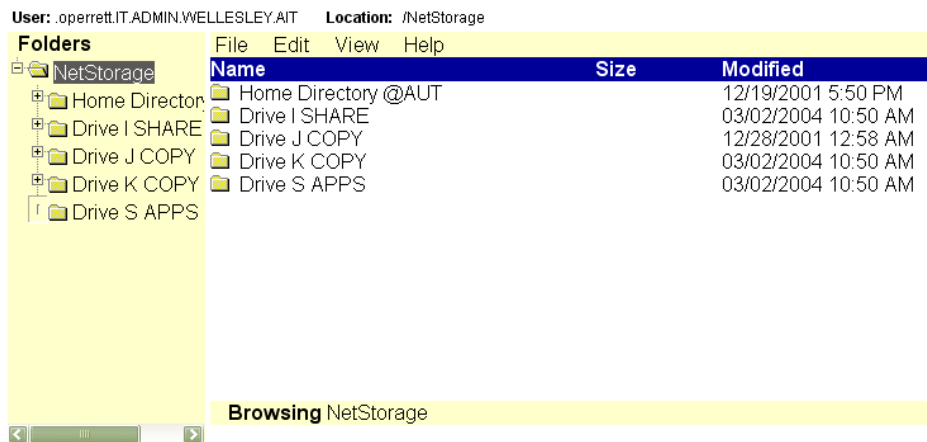 User: .operrett.IT.ADMIN.WELLESLEY.AIT Location: /NetStorage
Folders
NetStorage
Home Director
Drive I SHARE
Drive J COPY
Drive K COPY
Drive S APPS
File Edit View Help
Name Size Modified
Home Directory @AUT 12/19/2001 5:50 PM
Drive I SHARE 03/02/2004 10:50 AM
Drive J COPY 12/28/2001 12:58 AM
Drive K COPY 03/02/2004 10:50 AM
Drive S APPS 03/02/2004 10:50 AM
Browsing NetStorage